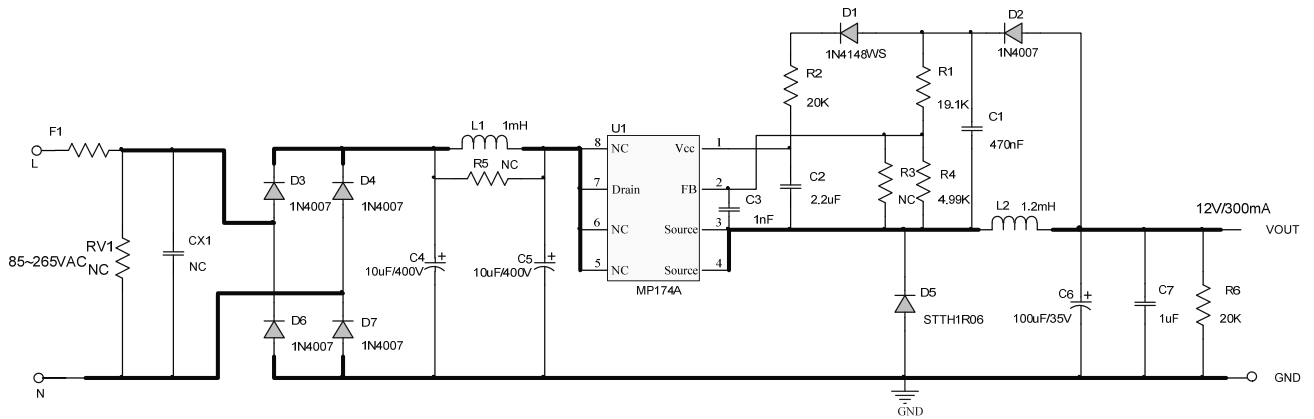 D1
1N4148WS
D2
1N4007
R2
20K
R1
19.1K
C1
470nF
F1
L
L1 1mH
R5 NC
U1
8 NC Vcc 1
7 Drain FB 2
6 NC Source 3
5 NC Source 4
MP174A
C2
2.2uF
C3
1nF
R3
NC
R4
4.99K
L2 1.2mH
12V/300mA
VOUT
D3
1N4007
D4
1N4007
RV1
NC
85~265VAC
CX1
NC
C4
10uF/400V
C5
10uF/400V
D5
STTH1R06
C6
100uF/35V
C7
1uF
R6
20K
D6
1N4007
D7
1N4007
N
GND
GND